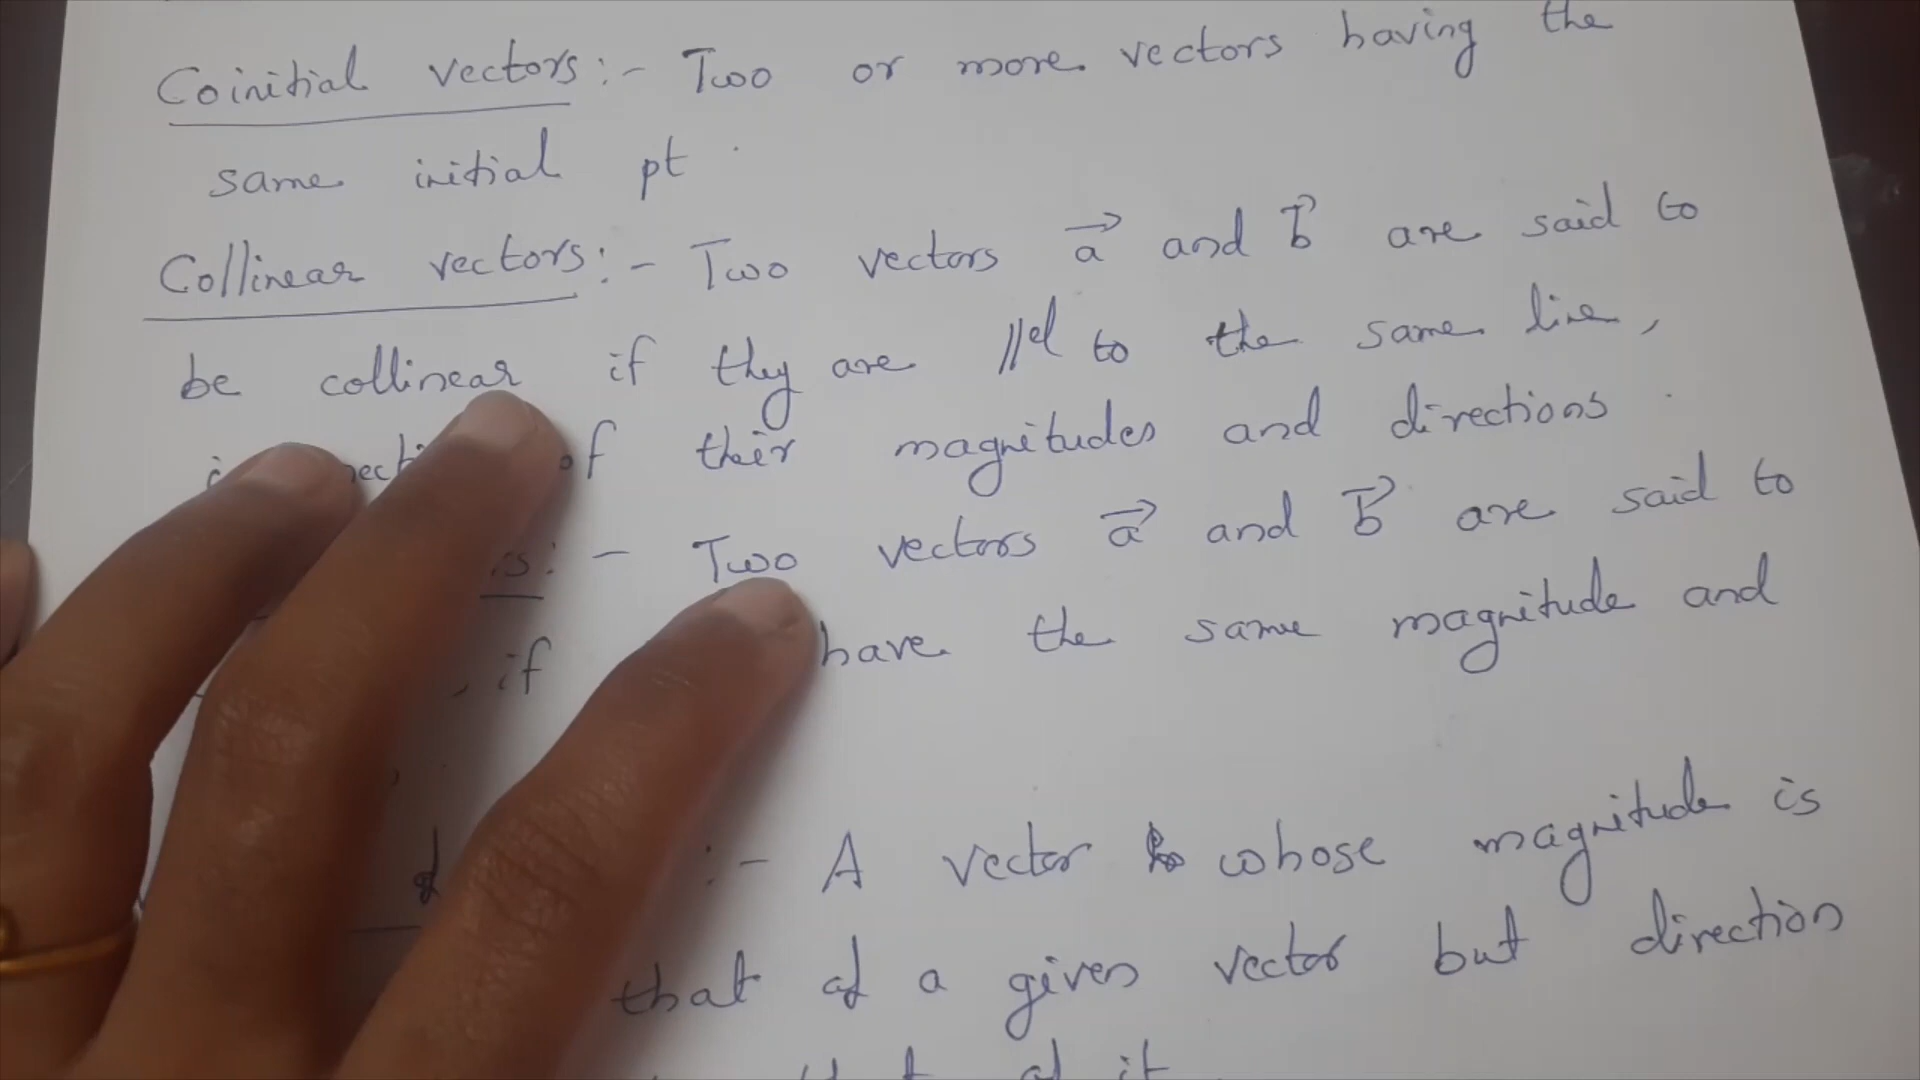 Coinitial vectors :- Two or more vectors having the
same initial pt.
Collinear vectors :- Two vectors a⃗ and b⃗ are said to
be collinear if they are ||el to the same line,
of their magnitudes and directions.
:- Two vectors a⃗ and b⃗ are said to
if have the same magnitude and
:- A vector whose magnitude is
that of a given vector but direction
of it